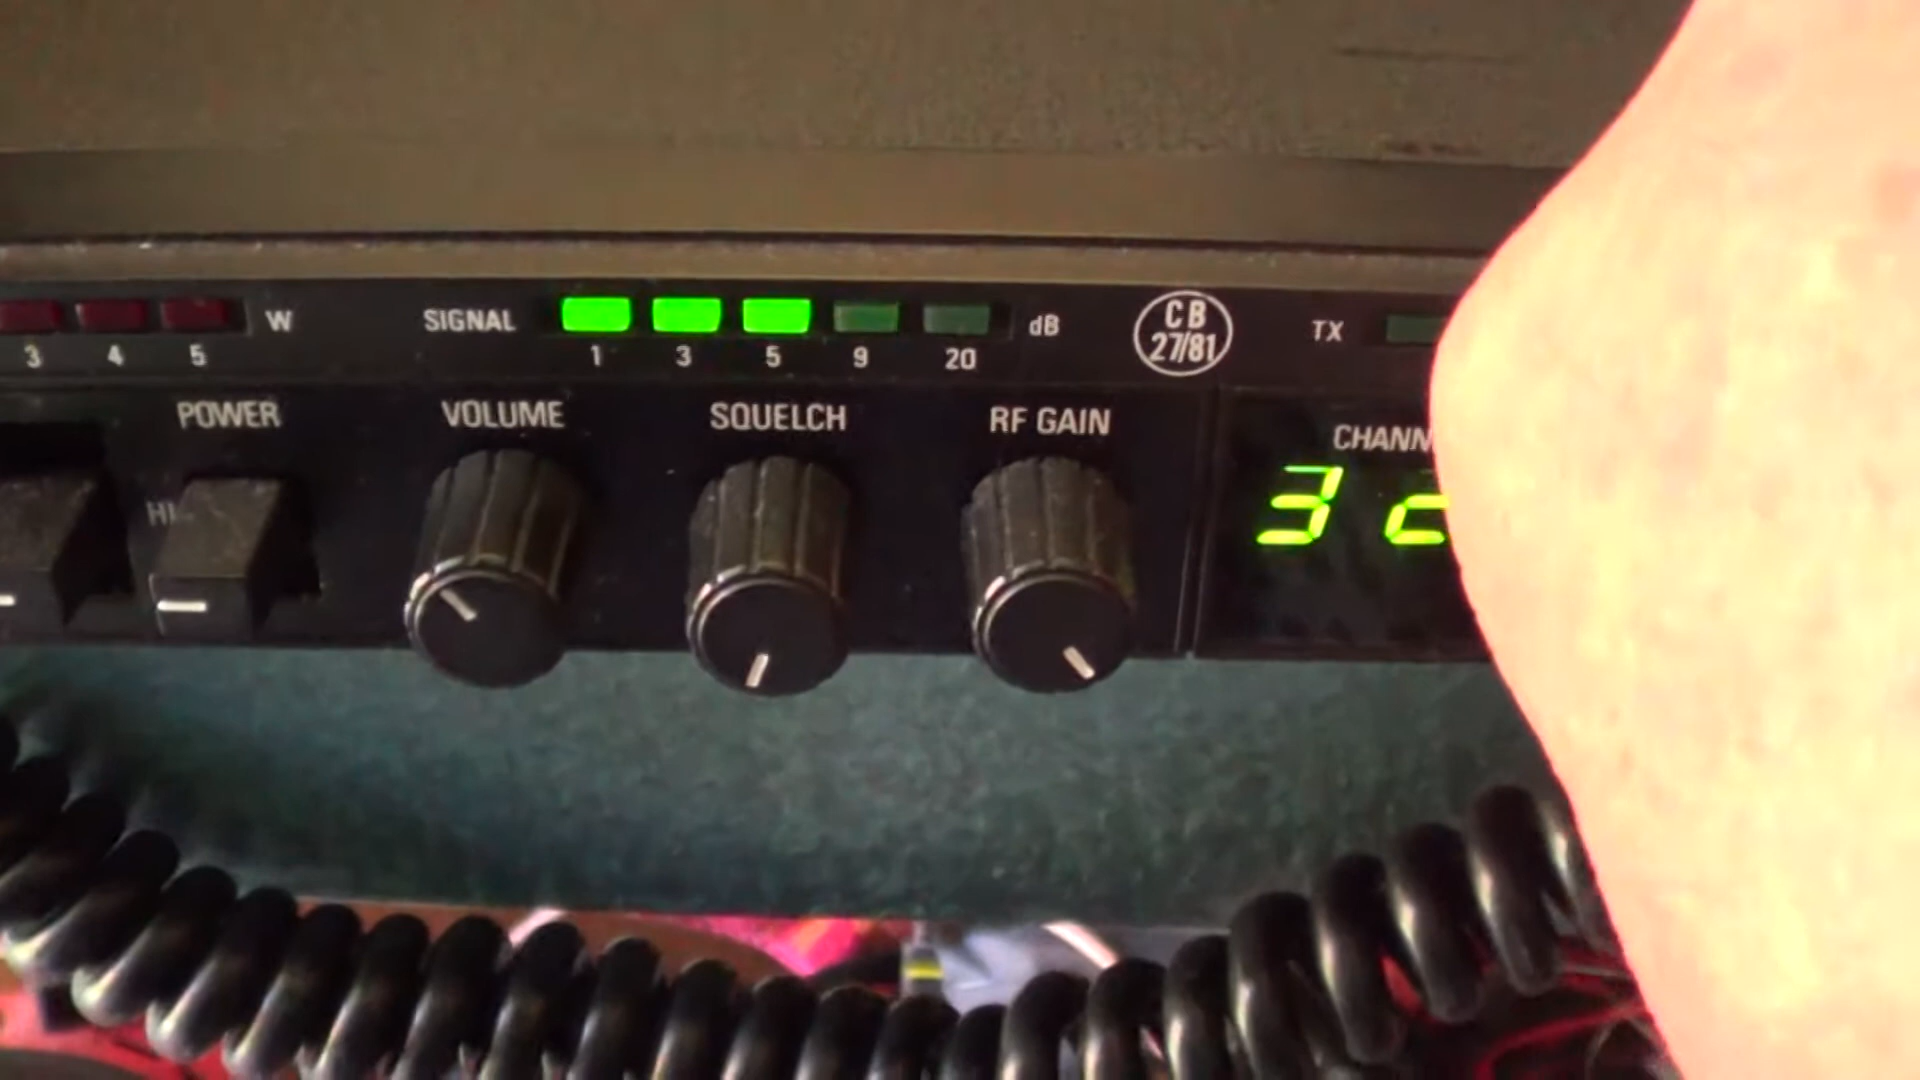 W SIGNAL dB CB TX
27/81
3 4 5 1 3 5 9 20
POWER VOLUME SQUELCH RF GAIN
HI
3